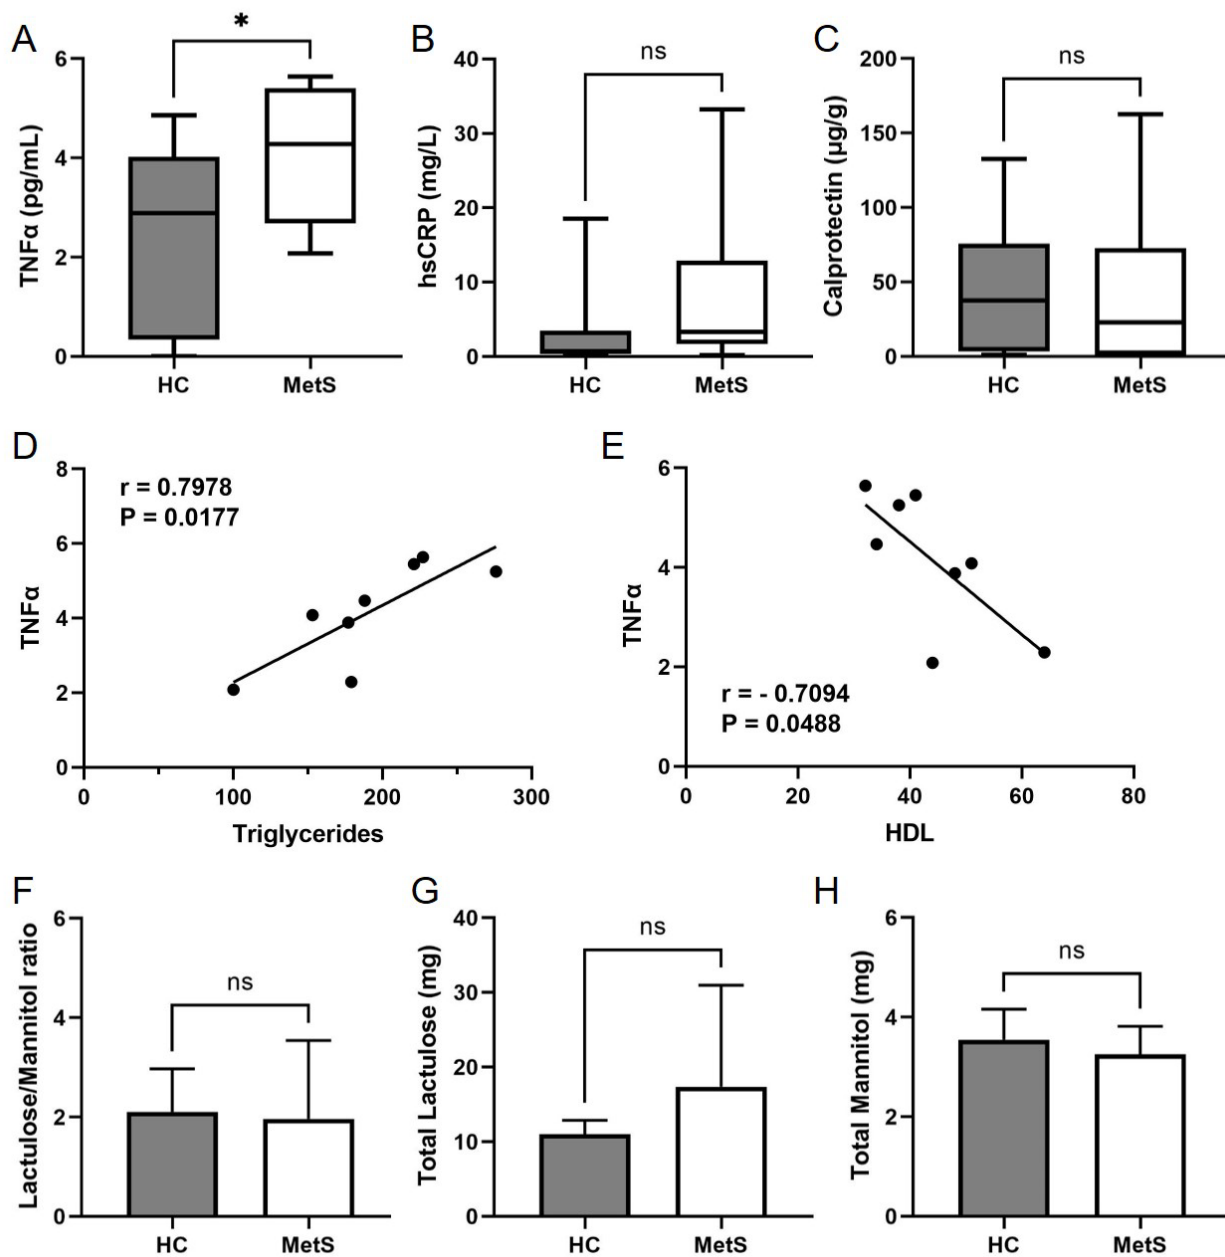 A
*
TNFα (pg/mL)
6
4
2
0
HC MetS
B
ns
hsCRP (mg/L)
40
30
20
10
0
HC MetS
C
ns
Calprotectin (µg/g)
200
150
100
50
0
HC MetS
D
r = 0.7978
P = 0.0177
TNFα
8
6
4
2
0
0 100 200 300
Triglycerides
E
TNFα
6
4
2
0
r = - 0.7094
P = 0.0488
0 20 40 60 80
HDL
F
ns
Lactulose/Mannitol ratio
6
4
2
0
HC MetS
G
ns
Total Lactulose (mg)
40
30
20
10
0
HC MetS
H
ns
Total Mannitol (mg)
6
4
2
0
HC MetS